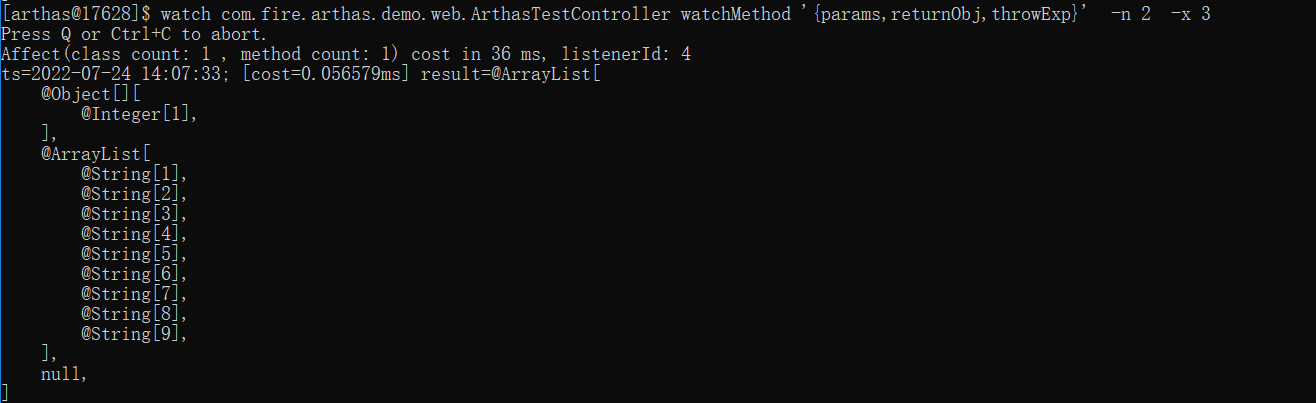 [arthas@17628]$ watch com.fire.arthas.demo.web.ArthasTestController watchMethod '{params,returnObj,throwExp}'  -n 2  -x 3
Press Q or Ctrl+C to abort.
Affect(class count: 1 , method count: 1) cost in 36 ms, listenerId: 4
ts=2022-07-24 14:07:33; [cost=0.056579ms] result=@ArrayList[
    @Object[][
        @Integer[1],
    ],
    @ArrayList[
        @String[1],
        @String[2],
        @String[3],
        @String[4],
        @String[5],
        @String[6],
        @String[7],
        @String[8],
        @String[9],
    ],
    null,
]